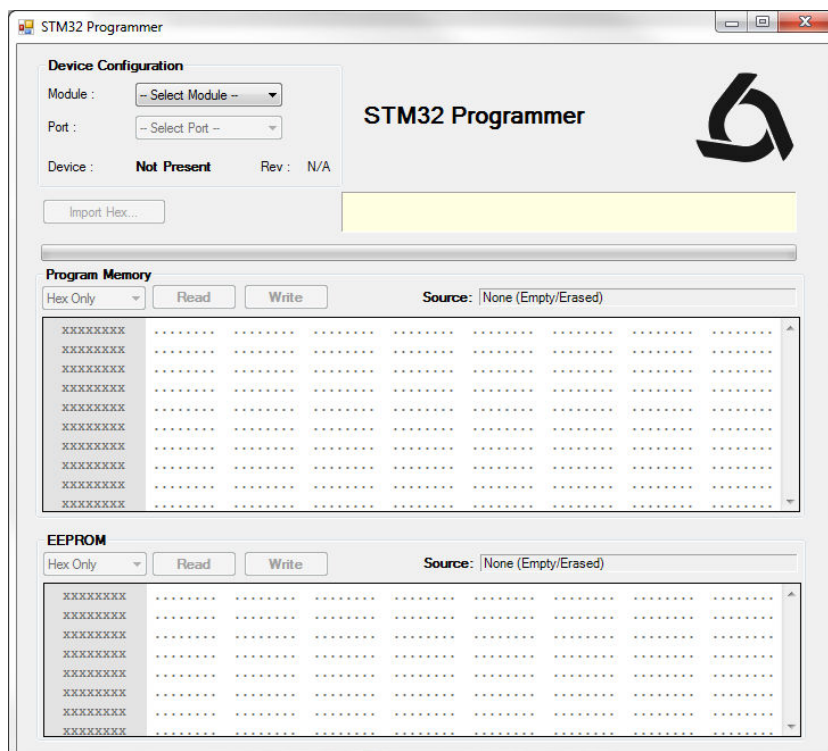 STM32 Programmer
Device Configuration
Module : -- Select Module --
Port : -- Select Port --
Device : Not Present Rev : N/A
STM32 Programmer
Import Hex...
Program Memory
Hex Only Read Write Source: None (Empty/Erased)
xxxxxxxx ........ ........ ........ ........ ........ ........ ........ ........
xxxxxxxx ........ ........ ........ ........ ........ ........ ........ ........
xxxxxxxx ........ ........ ........ ........ ........ ........ ........ ........
xxxxxxxx ........ ........ ........ ........ ........ ........ ........ ........
xxxxxxxx ........ ........ ........ ........ ........ ........ ........ ........
xxxxxxxx ........ ........ ........ ........ ........ ........ ........ ........
xxxxxxxx ........ ........ ........ ........ ........ ........ ........ ........
xxxxxxxx ........ ........ ........ ........ ........ ........ ........ ........
xxxxxxxx ........ ........ ........ ........ ........ ........ ........ ........
xxxxxxxx ........ ........ ........ ........ ........ ........ ........ ........
EEPROM
Hex Only Read Write Source: None (Empty/Erased)
xxxxxxxx ........ ........ ........ ........ ........ ........ ........ ........
xxxxxxxx ........ ........ ........ ........ ........ ........ ........ ........
xxxxxxxx ........ ........ ........ ........ ........ ........ ........ ........
xxxxxxxx ........ ........ ........ ........ ........ ........ ........ ........
xxxxxxxx ........ ........ ........ ........ ........ ........ ........ ........
xxxxxxxx ........ ........ ........ ........ ........ ........ ........ ........
xxxxxxxx ........ ........ ........ ........ ........ ........ ........ ........
xxxxxxxx ........ ........ ........ ........ ........ ........ ........ ........